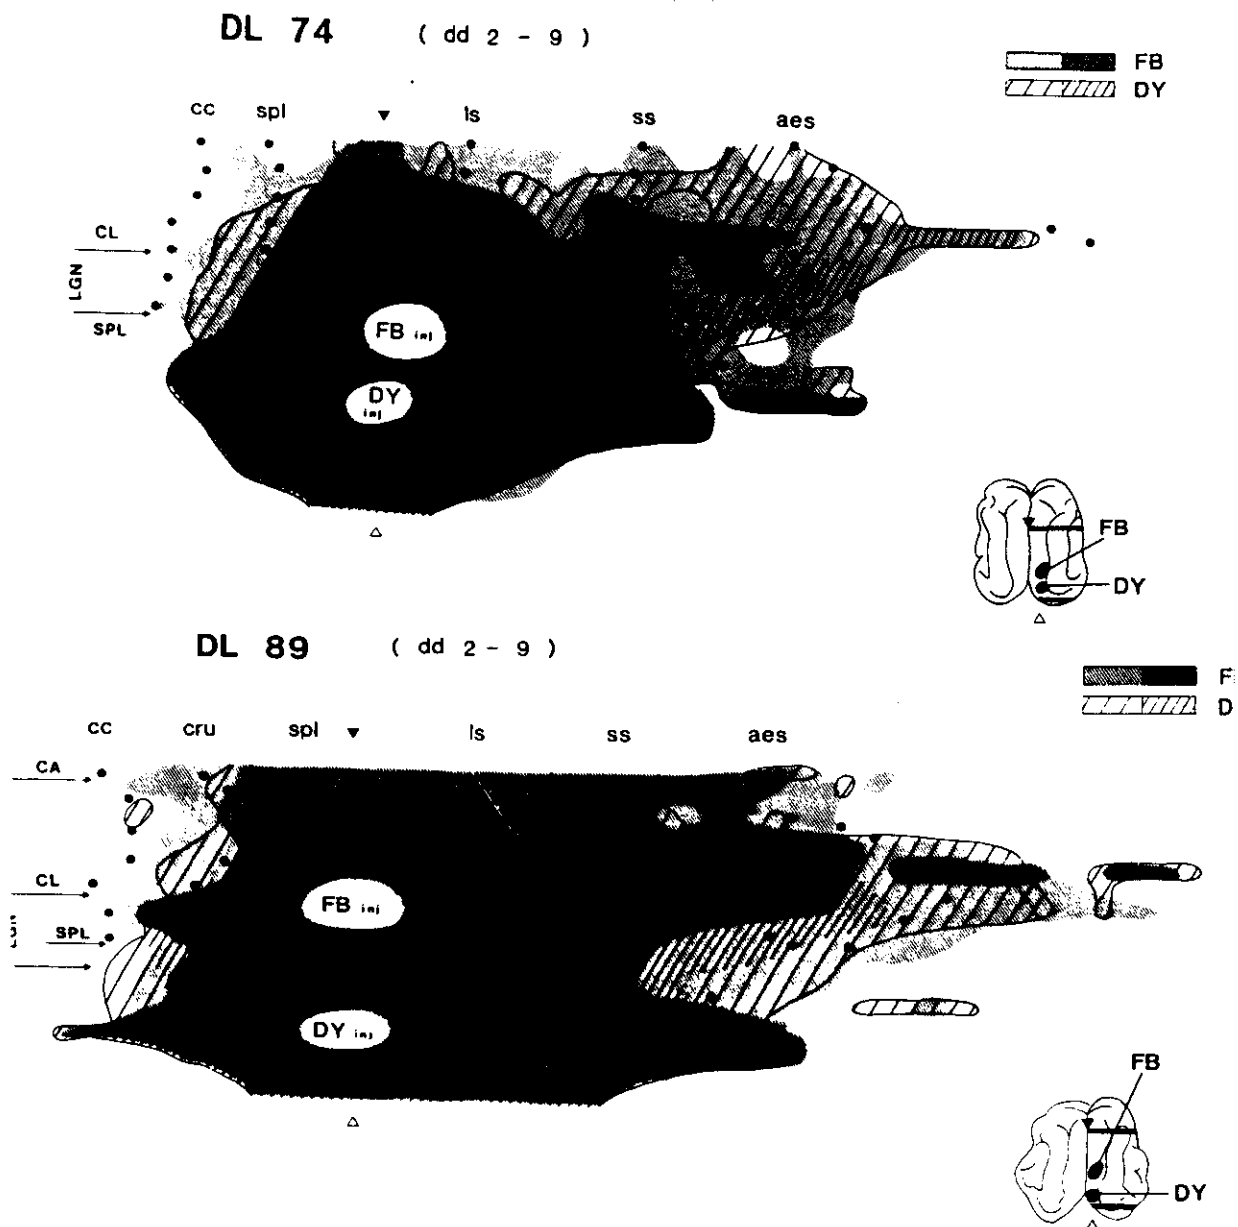 DL 74 ( dd 2 - 9 )
FB
DY
cc spl ls ss aes
CL
LGN
SPL
FB inj
DY
inj
FB
DY
DL 89 ( dd 2 - 9 )
F
D
cc cru spl ls ss aes
CA
CL
SPL
FB inj
DY inj
FB
DY